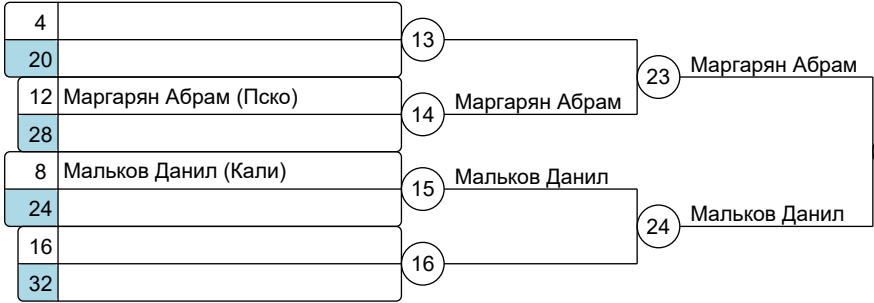 4
20
13
12 Маргарян Абрам (Пско)
28
14 Маргарян Абрам
23 Маргарян Абрам
8 Мальков Данил (Кали)
24
15 Мальков Данил
16
32
16
24 Мальков Данил